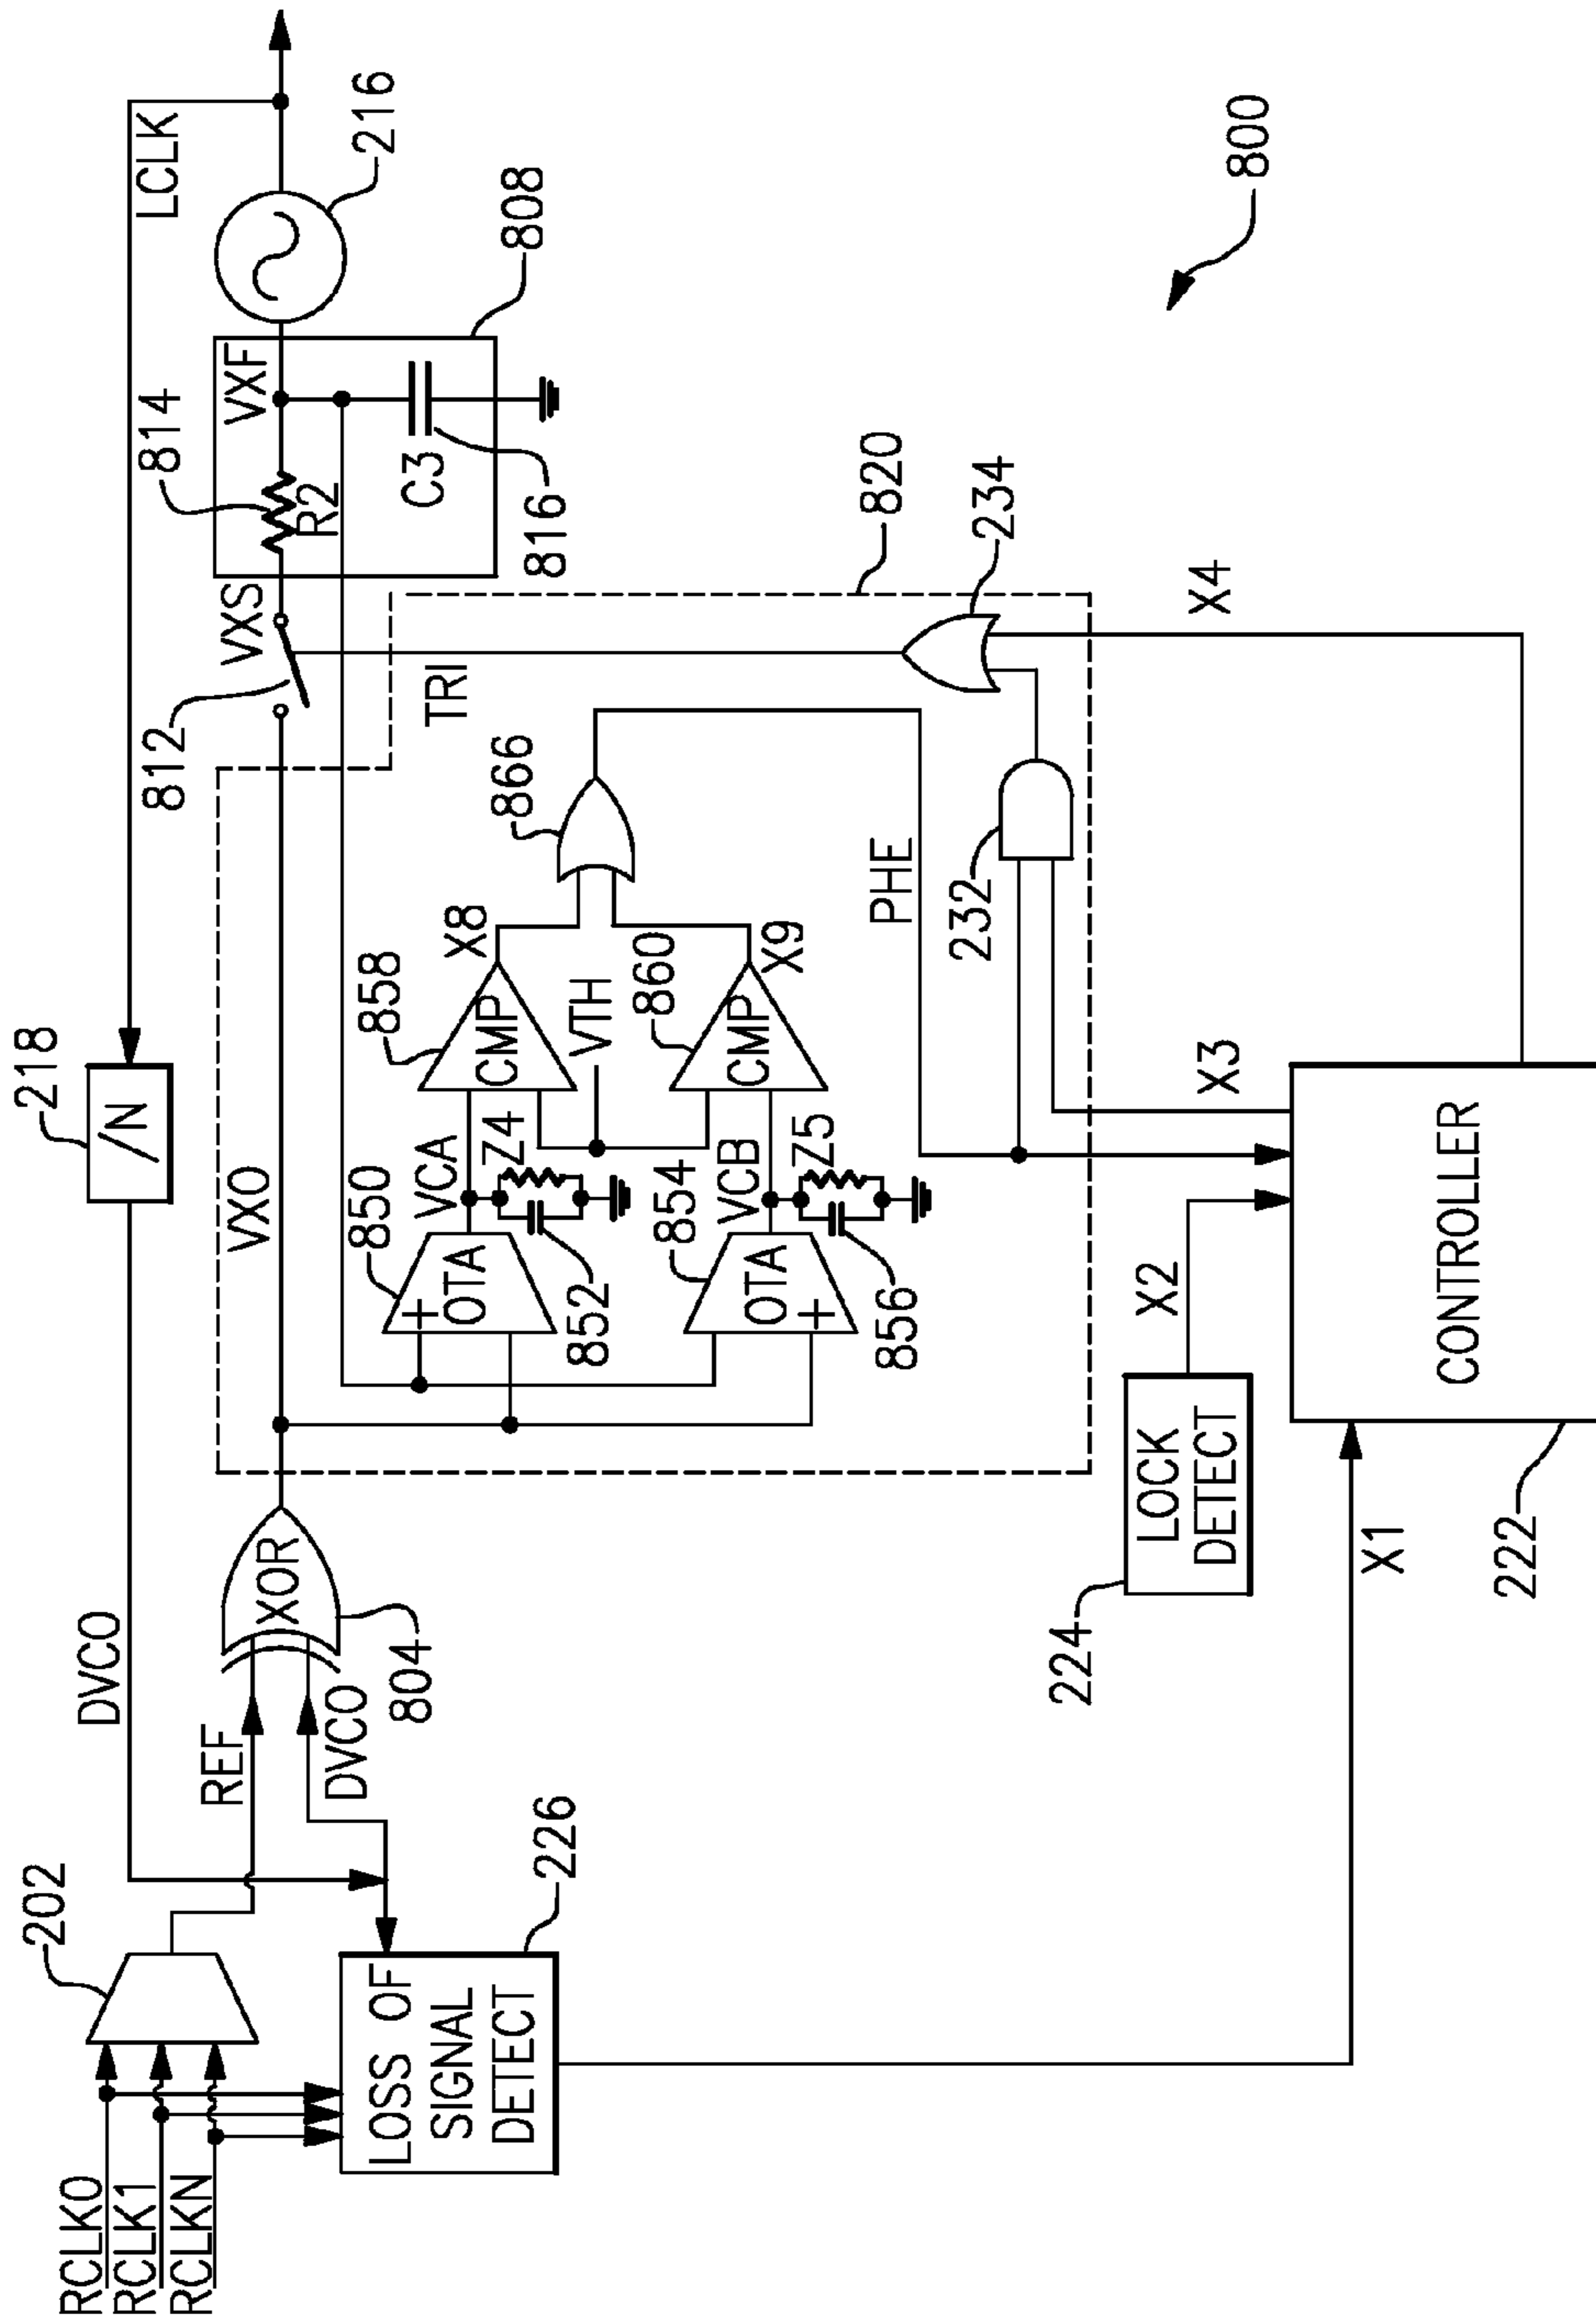 RCLK0
RCLK1
RCLKN
202
LOSS OF
SIGNAL
DETECT
226
REF
DVCO
DVCO
XOR
804
218
/N
LCLK
VXO
812
VXS
814
R2
VXF
C3
816
808
216
850
+
OTA
VCA
Z4
852
854
OTA
+
VCB
Z5
856
858
CMP
X8
VTH
860
CMP
X9
866
TRI
PHE
232
234
820
X4
X3
X2
224
LOCK
DETECT
X1
222
CONTROLLER
800